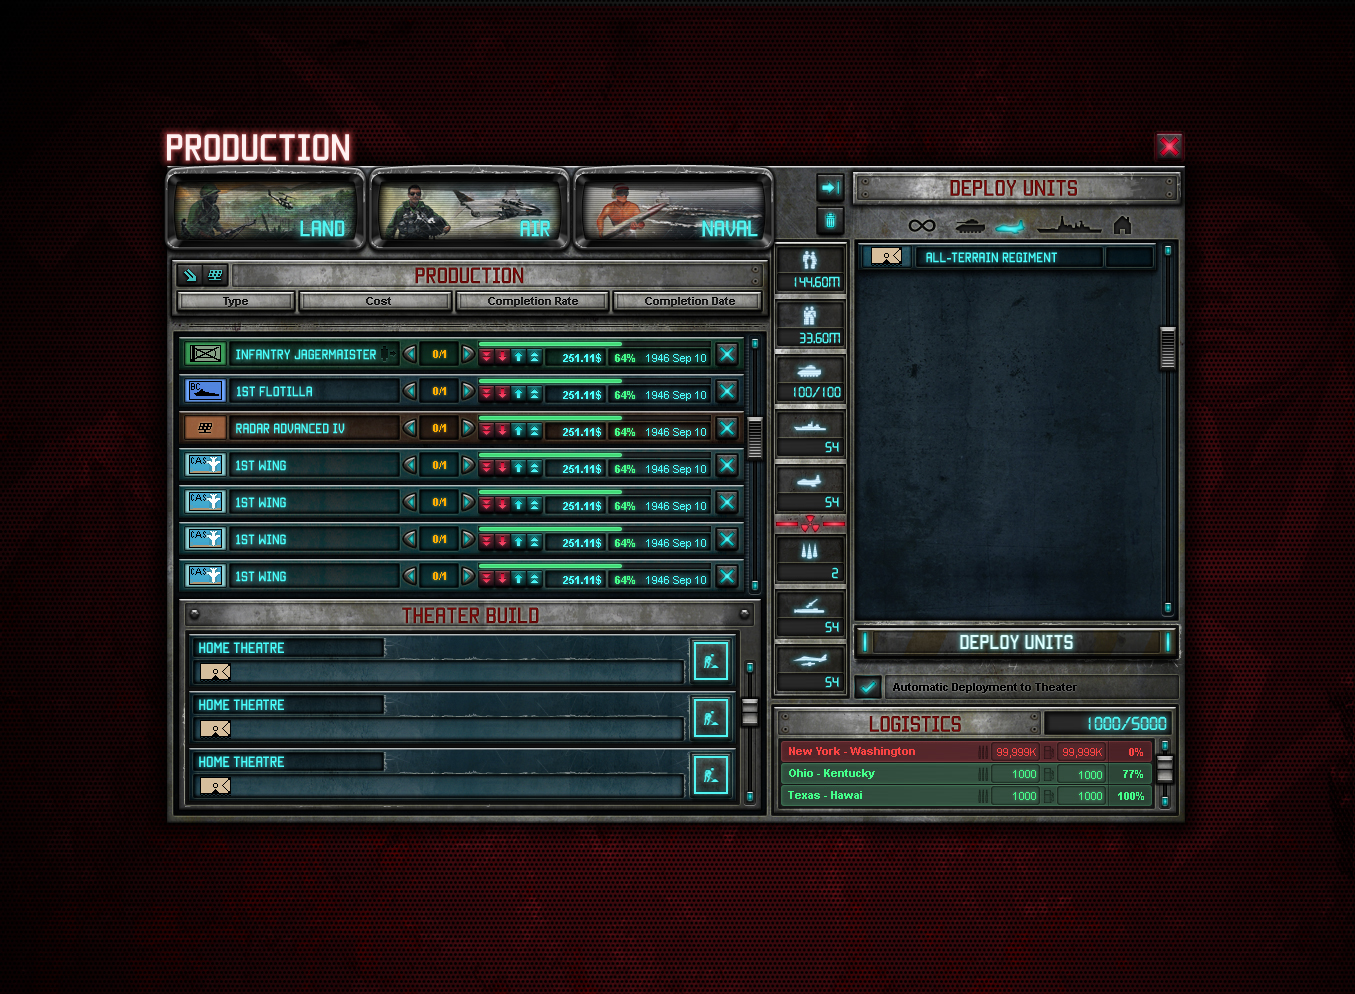 PRODUCTION
LAND
AIR
NAVAL
DEPLOY UNITS
PRODUCTION
Type Cost Completion Rate Completion Date
INFANTRY JAGERMAISTER 0/1 251.11$ 64% 1946 Sep 10
BC 1ST FLOTILLA 0/1 251.11$ 64% 1946 Sep 10
RADAR ADVANCED IV 0/1 251.11$ 64% 1946 Sep 10
CAS 1ST WING 0/1 251.11$ 64% 1946 Sep 10
CAS 1ST WING 0/1 251.11$ 64% 1946 Sep 10
CAS 1ST WING 0/1 251.11$ 64% 1946 Sep 10
CAS 1ST WING 0/1 251.11$ 64% 1946 Sep 10
THEATER BUILD
HOME THEATRE
HOME THEATRE
HOME THEATRE
144.60M
33.60M
100/100
54
54
2
54
54
ALL-TERRAIN REGIMENT
DEPLOY UNITS
Automatic Deployment to Theater
LOGISTICS 1000/5000
New York - Washington 99,999K 99,999K 0%
Ohio - Kentucky 1000 1000 77%
Texas - Hawai 1000 1000 100%